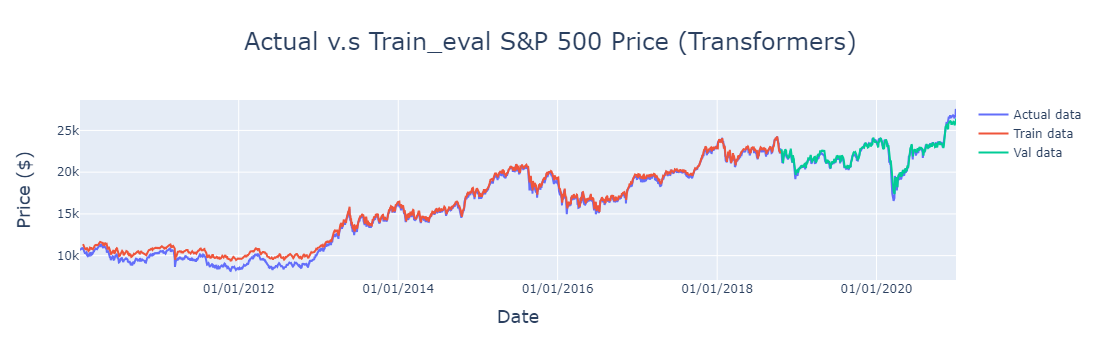 Actual v.s Train_eval S&P 500 Price (Transformers)
Actual data
Train data
Val data
25k
20k
15k
10k
Price ($)
01/01/2012
01/01/2014
01/01/2016
01/01/2018
01/01/2020
Date